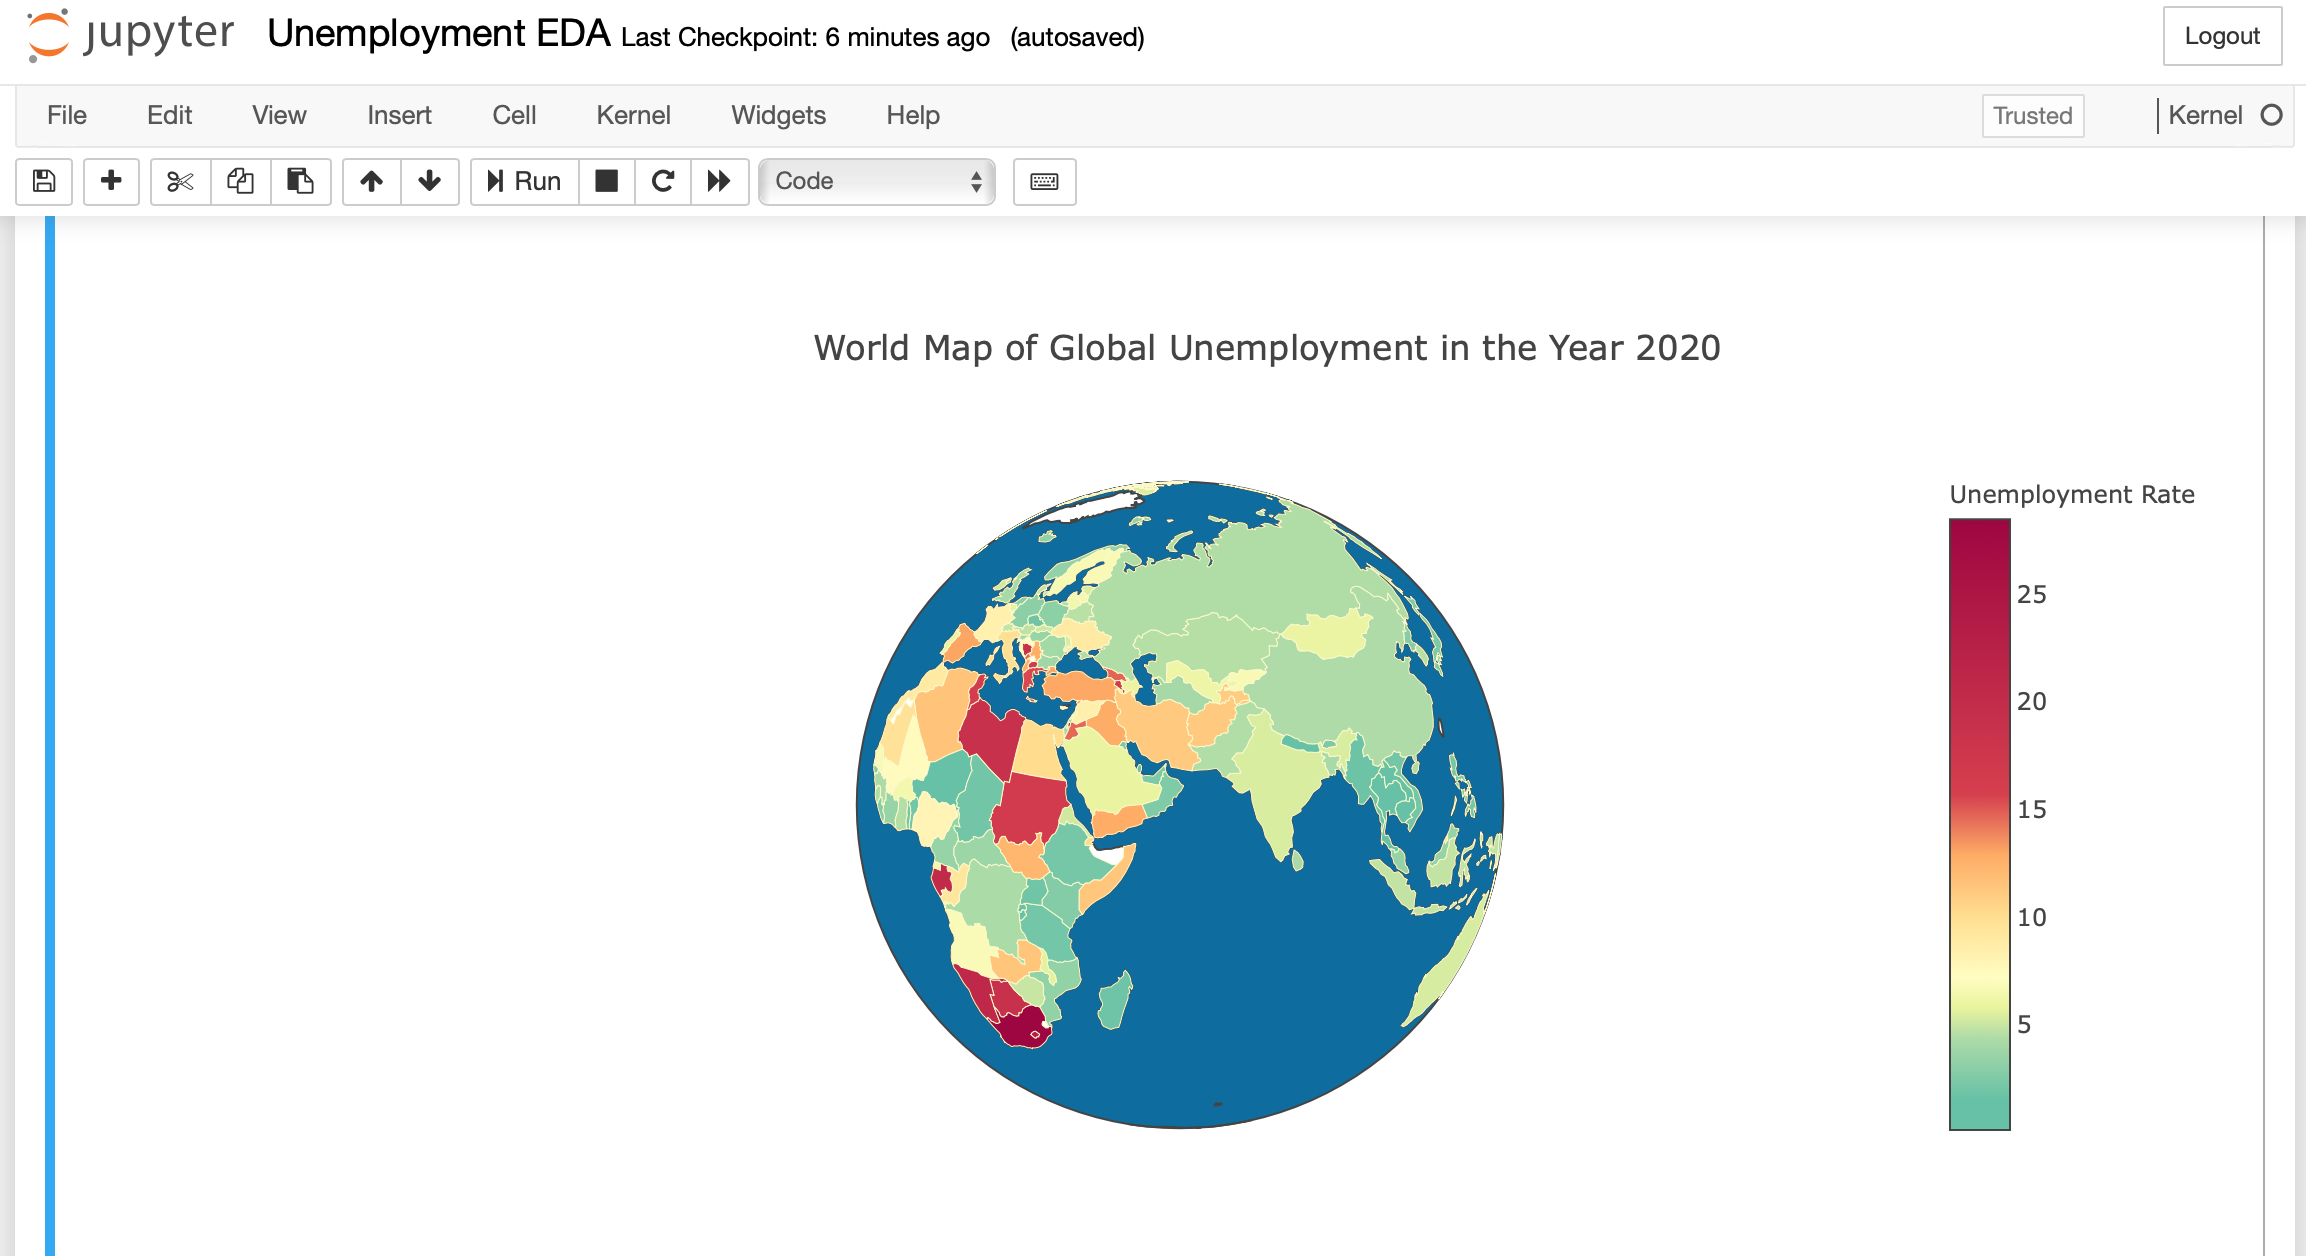 jupyter Unemployment EDA Last Checkpoint: 6 minutes ago (autosaved) Logout
File Edit View Insert Cell Kernel Widgets Help Trusted Kernel
Run Code
World Map of Global Unemployment in the Year 2020
Unemployment Rate
25
20
15
10
5